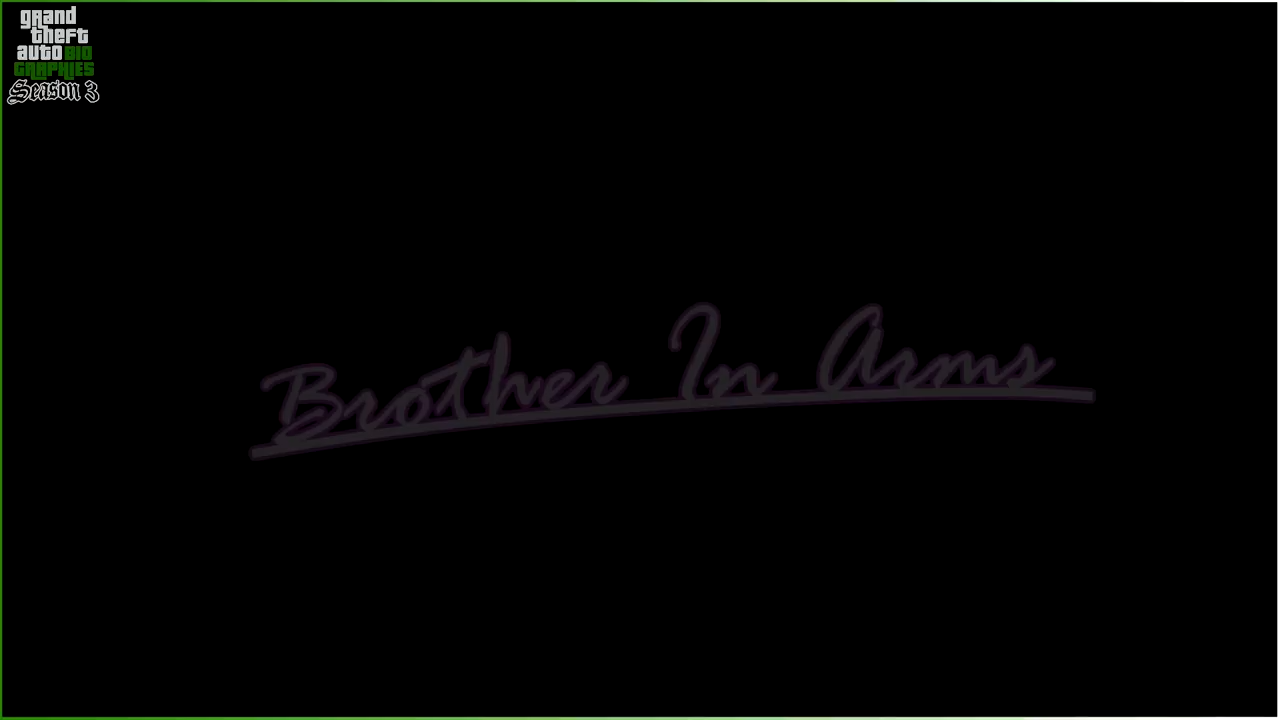 grand
theft
auto BIO
GRAPHIES
Season 3
Brother In Arms